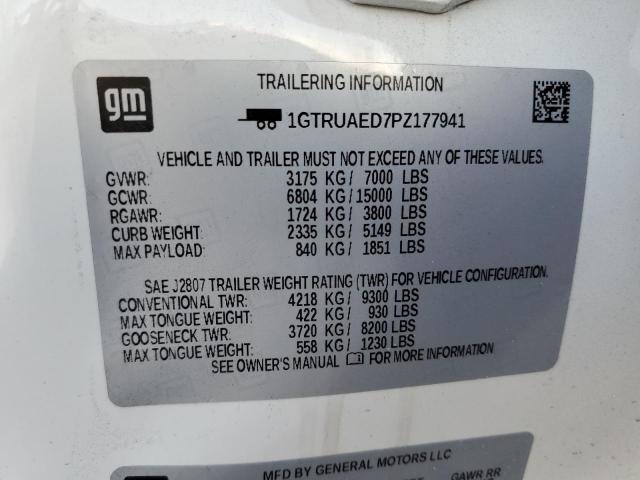 gm
TRAILERING INFORMATION
1GTRUAED7PZ177941
VEHICLE AND TRAILER MUST NOT EXCEED ANY OF THESE VALUES.
GVWR: 3175 KG/ 7000 LBS
GCWR: 6804 KG/15000 LBS
RGAWR: 1724 KG/ 3800 LBS
CURB WEIGHT: 2335 KG/ 5149 LBS
MAX PAYLOAD: 840 KG/ 1851 LBS
SAE J2807 TRAILER WEIGHT RATING (TWR) FOR VEHICLE CONFIGURATION.
CONVENTIONAL TWR: 4218 KG/ 9300 LBS
MAX TONGUE WEIGHT: 422 KG/ 930 LBS
GOOSENECK TWR: 3720 KG/ 8200 LBS
MAX TONGUE WEIGHT: 558 KG/ 1230 LBS
SEE OWNER'S MANUAL FOR MORE INFORMATION
MFD BY GENERAL MOTORS LLC
GAWR RR